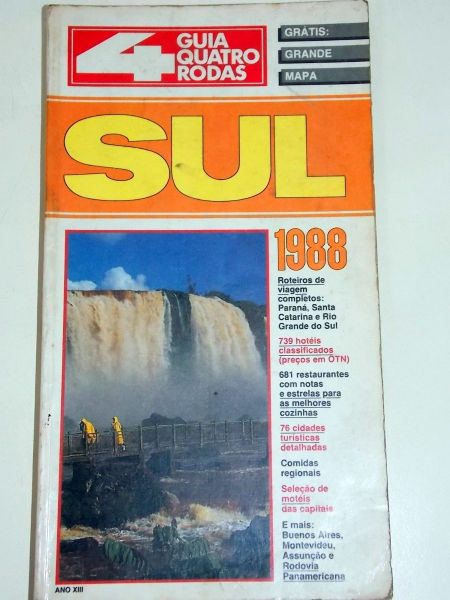 4
GUIA
QUATRO
RODAS
GRÁTIS:
GRANDE
MAPA
SUL
1988
Roteiros de
viagem
completos:
Paraná, Santa
Catarina e Rio
Grande do Sul
739 hotéis
classificados
(preços em OTN)
681 restaurantes
com notas
e estrelas para
as melhores
cozinhas
76 cidades
turísticas
detalhadas
Comidas
regionais
Seleção de
motéis
das capitais
E mais:
Buenos Aires,
Montevidéu,
Assunção e
Rodovia
Panamericana
ANO XIII